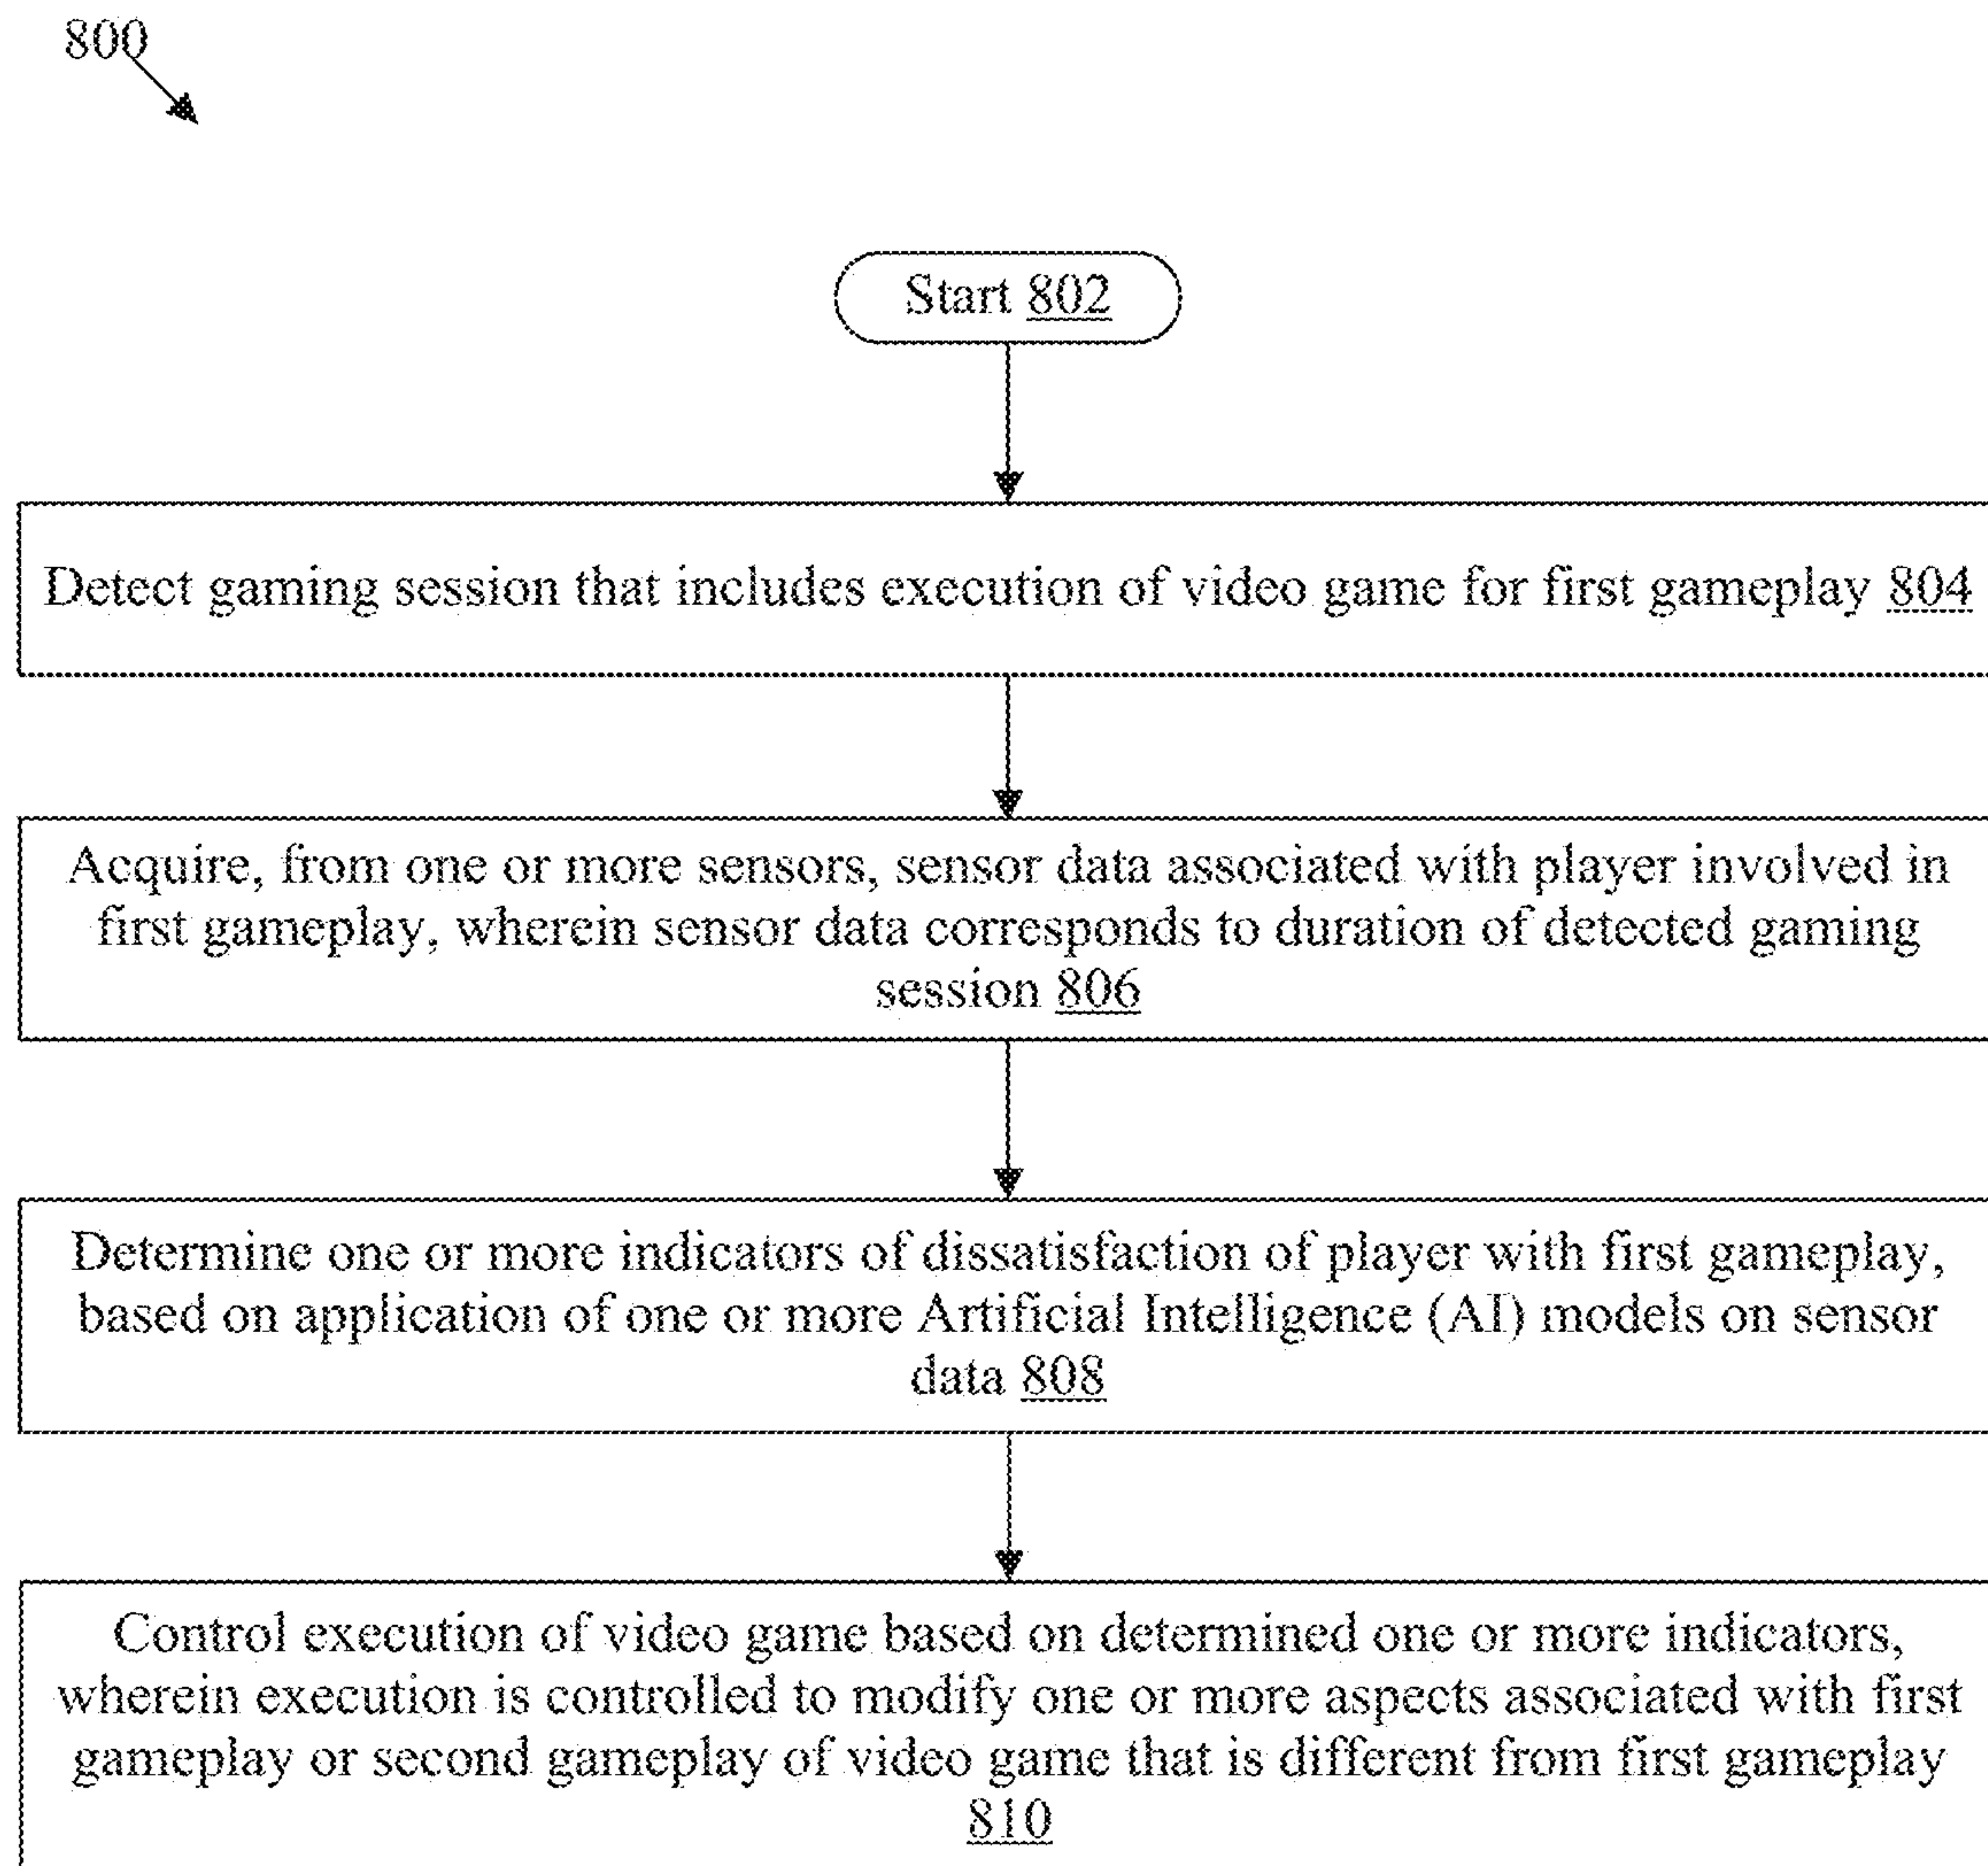 800
Start 802
Detect gaming session that includes execution of video game for first gameplay 804
Acquire, from one or more sensors, sensor data associated with player involved in
first gameplay, wherein sensor data corresponds to duration of detected gaming
session 806
Determine one or more indicators of dissatisfaction of player with first gameplay,
based on application of one or more Artificial Intelligence (AI) models on sensor
data 808
Control execution of video game based on determined one or more indicators,
wherein execution is controlled to modify one or more aspects associated with first
gameplay or second gameplay of video game that is different from first gameplay
810